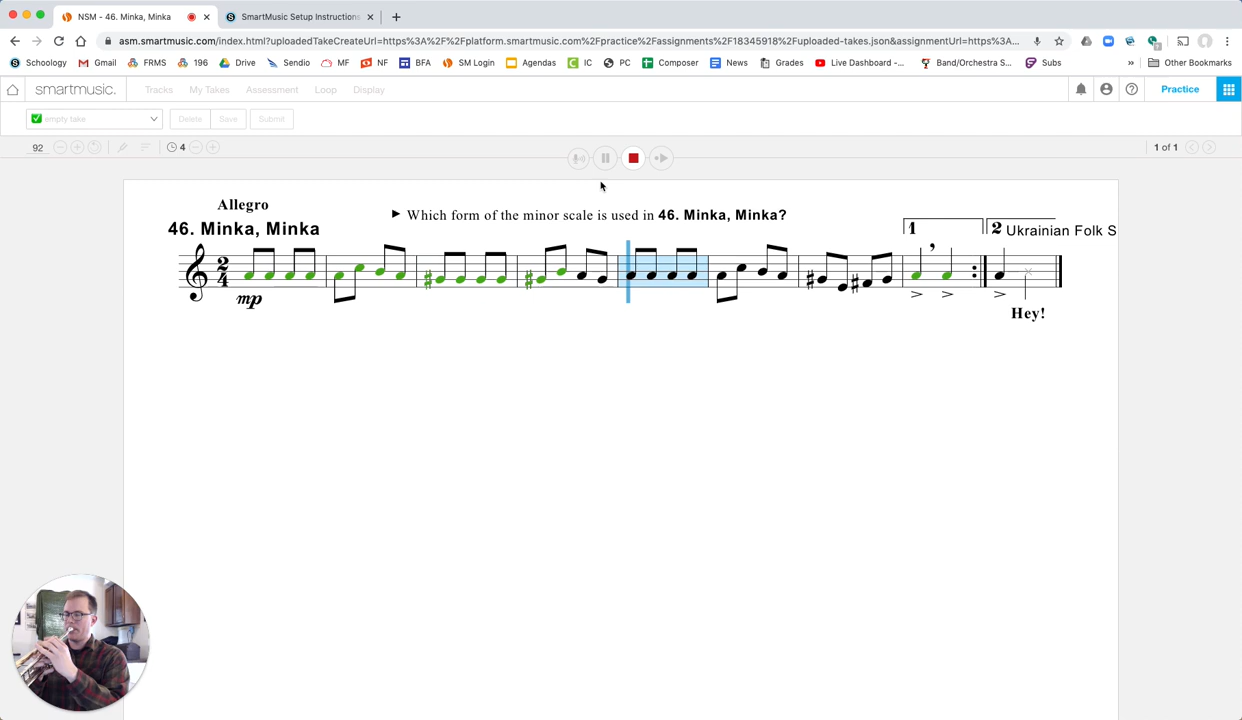 NSM - 46. Minka, Minka
SmartMusic Setup Instructions
asm.smartmusic.com/index.html?uploadedTakeCreateUrl=https%3A%2F%2Fplatform.smartmusic.com%2Fpractice%2Fassignments%2F18345918%2Fuploaded-takes.json&assignmentUrl=https%3A...
Schoology Gmail FRMS 196 Drive Sendio MF NF BFA SM Login Agendas IC PC Composer News Grades Live Dashboard -... Band/Orchestra S... Subs » Other Bookmarks
smartmusic. Tracks My Takes Assessment Loop Display Practice
empty take Delete Save Submit
92 4 1 of 1
Allegro
46. Minka, Minka
Which form of the minor scale is used in 46. Minka, Minka?
1 2 Ukrainian Folk S
2
4
mp
Hey!